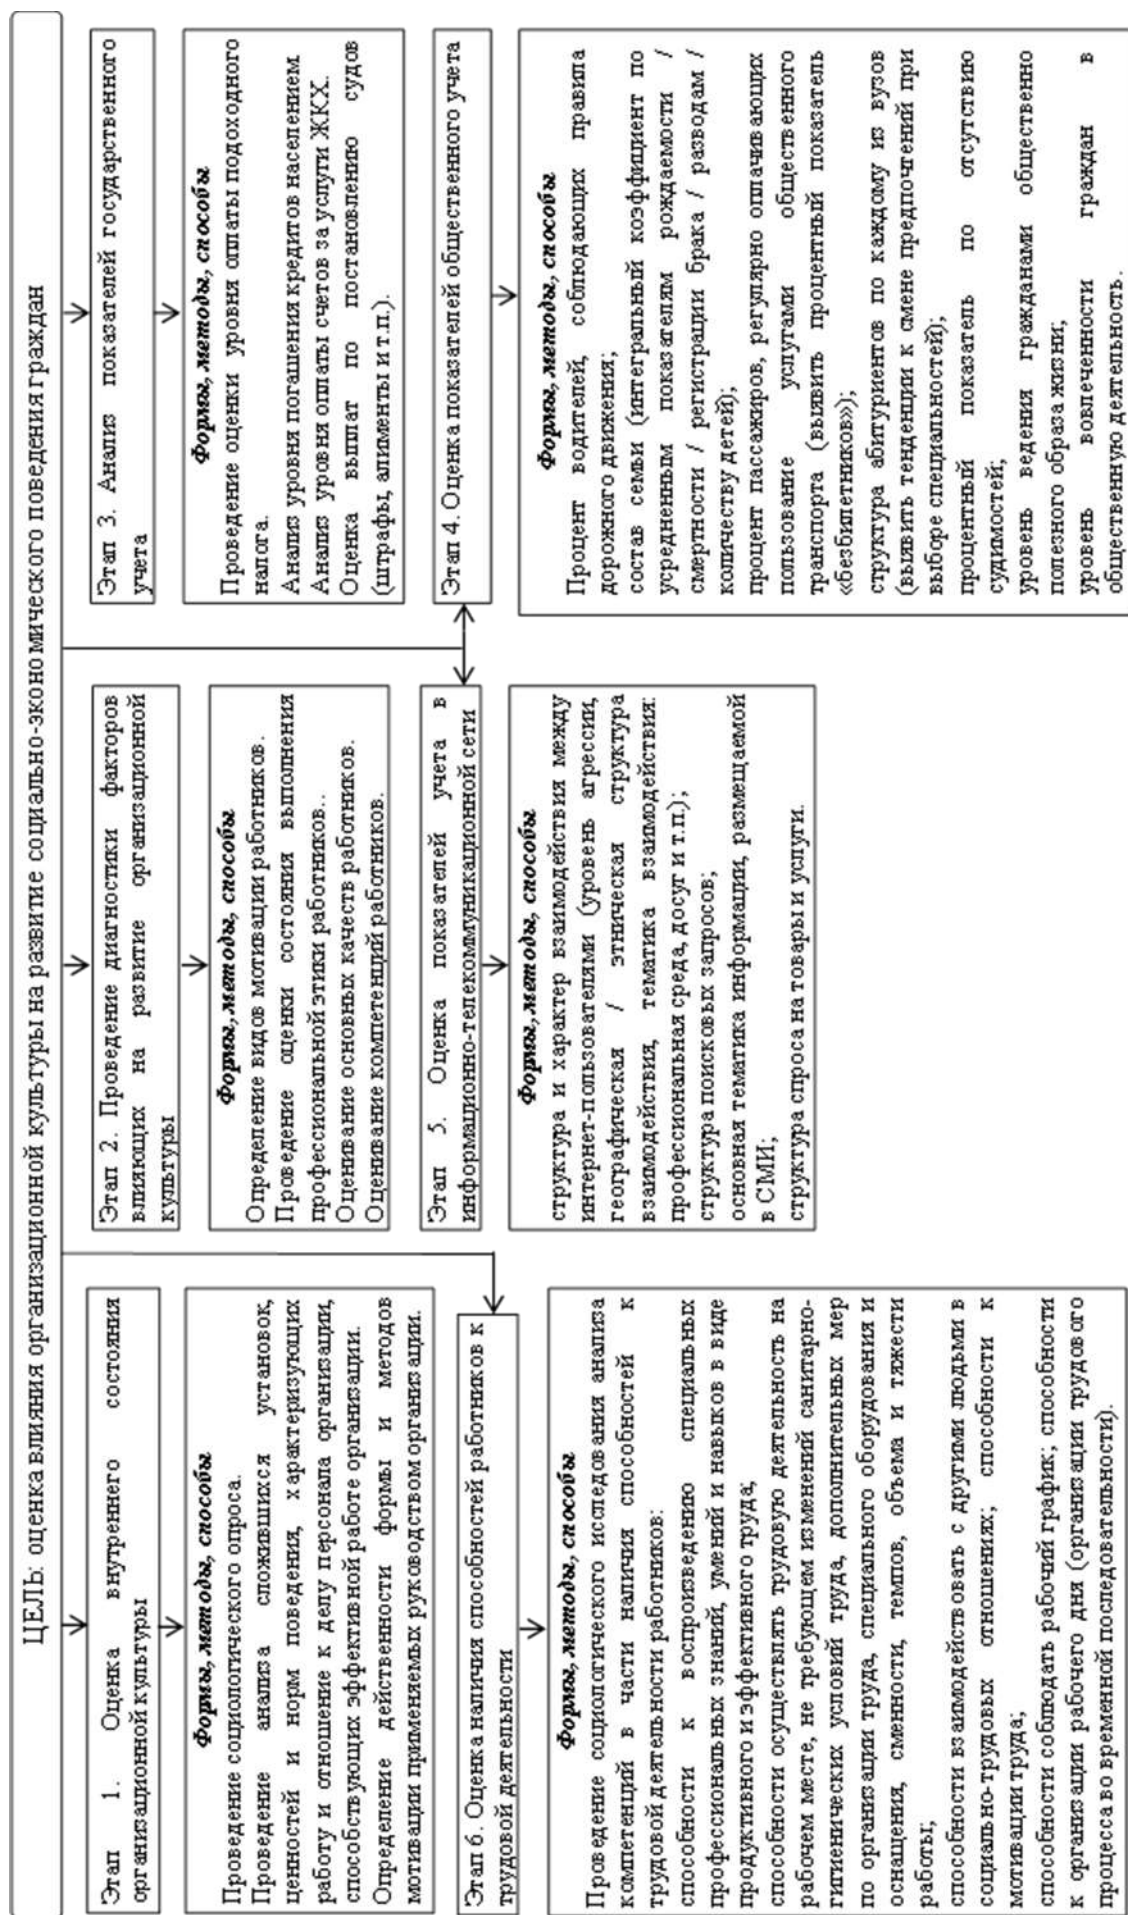 ЦЕЛЬ: оценка влияния организационной культуры на развитие социально-экономического поведения граждан
Этап 1. Оценка внутреннего состояния
организационной культуры
Формы, методы, способы
Проведение социологического опроса.
Проведение анализа сложившихся установок,
ценностей и норм поведения, характеризующих
работу и отношение к делу персонала организации,
способствующих эффективной работе организации.
Определение действенности формы и методов
мотивации применяемых руководством организации.
Этап 2. Проведение диагностики факторов
влияющих на развитие организационной
культуры
Формы, методы, способы
Определение видов мотивации работников.
Проведение оценки состояния выполнения
профессиональной этики работников..
Оценивание основных качеств работников.
Оценивание компетенций работников.
Этап 3. Анализ показателей государственного
учета
Формы, методы, способы
Проведение оценки уровня оплаты подоходного
налога.
Анализ уровня погашения кредитов населением.
Анализ уровня оплаты счетов за услуги ЖКХ.
Оценка выплат по постановлению судов
(штрафы, алименты и т.п.).
Этап 6. Оценка наличия способностей работников к
трудовой деятельности
Формы, методы, способы
Проведение социологического исследования анализа
компетенций в части наличия способностей к
трудовой деятельности работников:
способности к воспроизведению специальных
профессиональных знаний, умений и навыков в виде
продуктивного и эффективного труда;
способности осуществлять трудовую деятельность на
рабочем месте, не требующем изменений санитарно-
гигиенических условий труда, дополнительных мер
по организации труда, специального оборудования и
оснащения, сменности, темпов, объема и тяжести
работы;
способности взаимодействовать с другими людьми в
социально-трудовых отношениях; способности к
мотивации труда;
способности соблюдать рабочий график; способности
к организации рабочего дня (организации трудового
процесса во временной последовательности).
Этап 5. Оценка показателей учета в
информационно-телекоммуникационной сети
Формы, методы, способы
структура и характер взаимодействия между
интернет-пользователями (уровень агрессии,
географическая / этническая структура
взаимодействия, тематика взаимодействия:
профессиональная среда, досуг и т.п.);
структура поисковых запросов;
основная тематика информации, размещаемой
в СМИ;
структура спроса на товары и услуги.
Этап 4. Оценка показателей общественного учета
Формы, методы, способы
Процент водителей, соблюдающих правила
дорожного движения;
состав семьи (интегральный коэффициент по
усредненным показателям рождаемости /
смертности / регистрации брака / разводам /
количеству детей);
процент пассажиров, регулярно оплачивающих
пользование услугами общественного
транспорта (выявить процентный показатель
«безбилетников»);
структура абитуриентов по каждому из вузов
(выявить тенденции к смене предпочтений при
выборе специальностей);
процентный показатель по отсутствию
судимостей;
уровень ведения гражданами общественно
полезного образа жизни;
уровень вовлеченности граждан в
общественную деятельность.